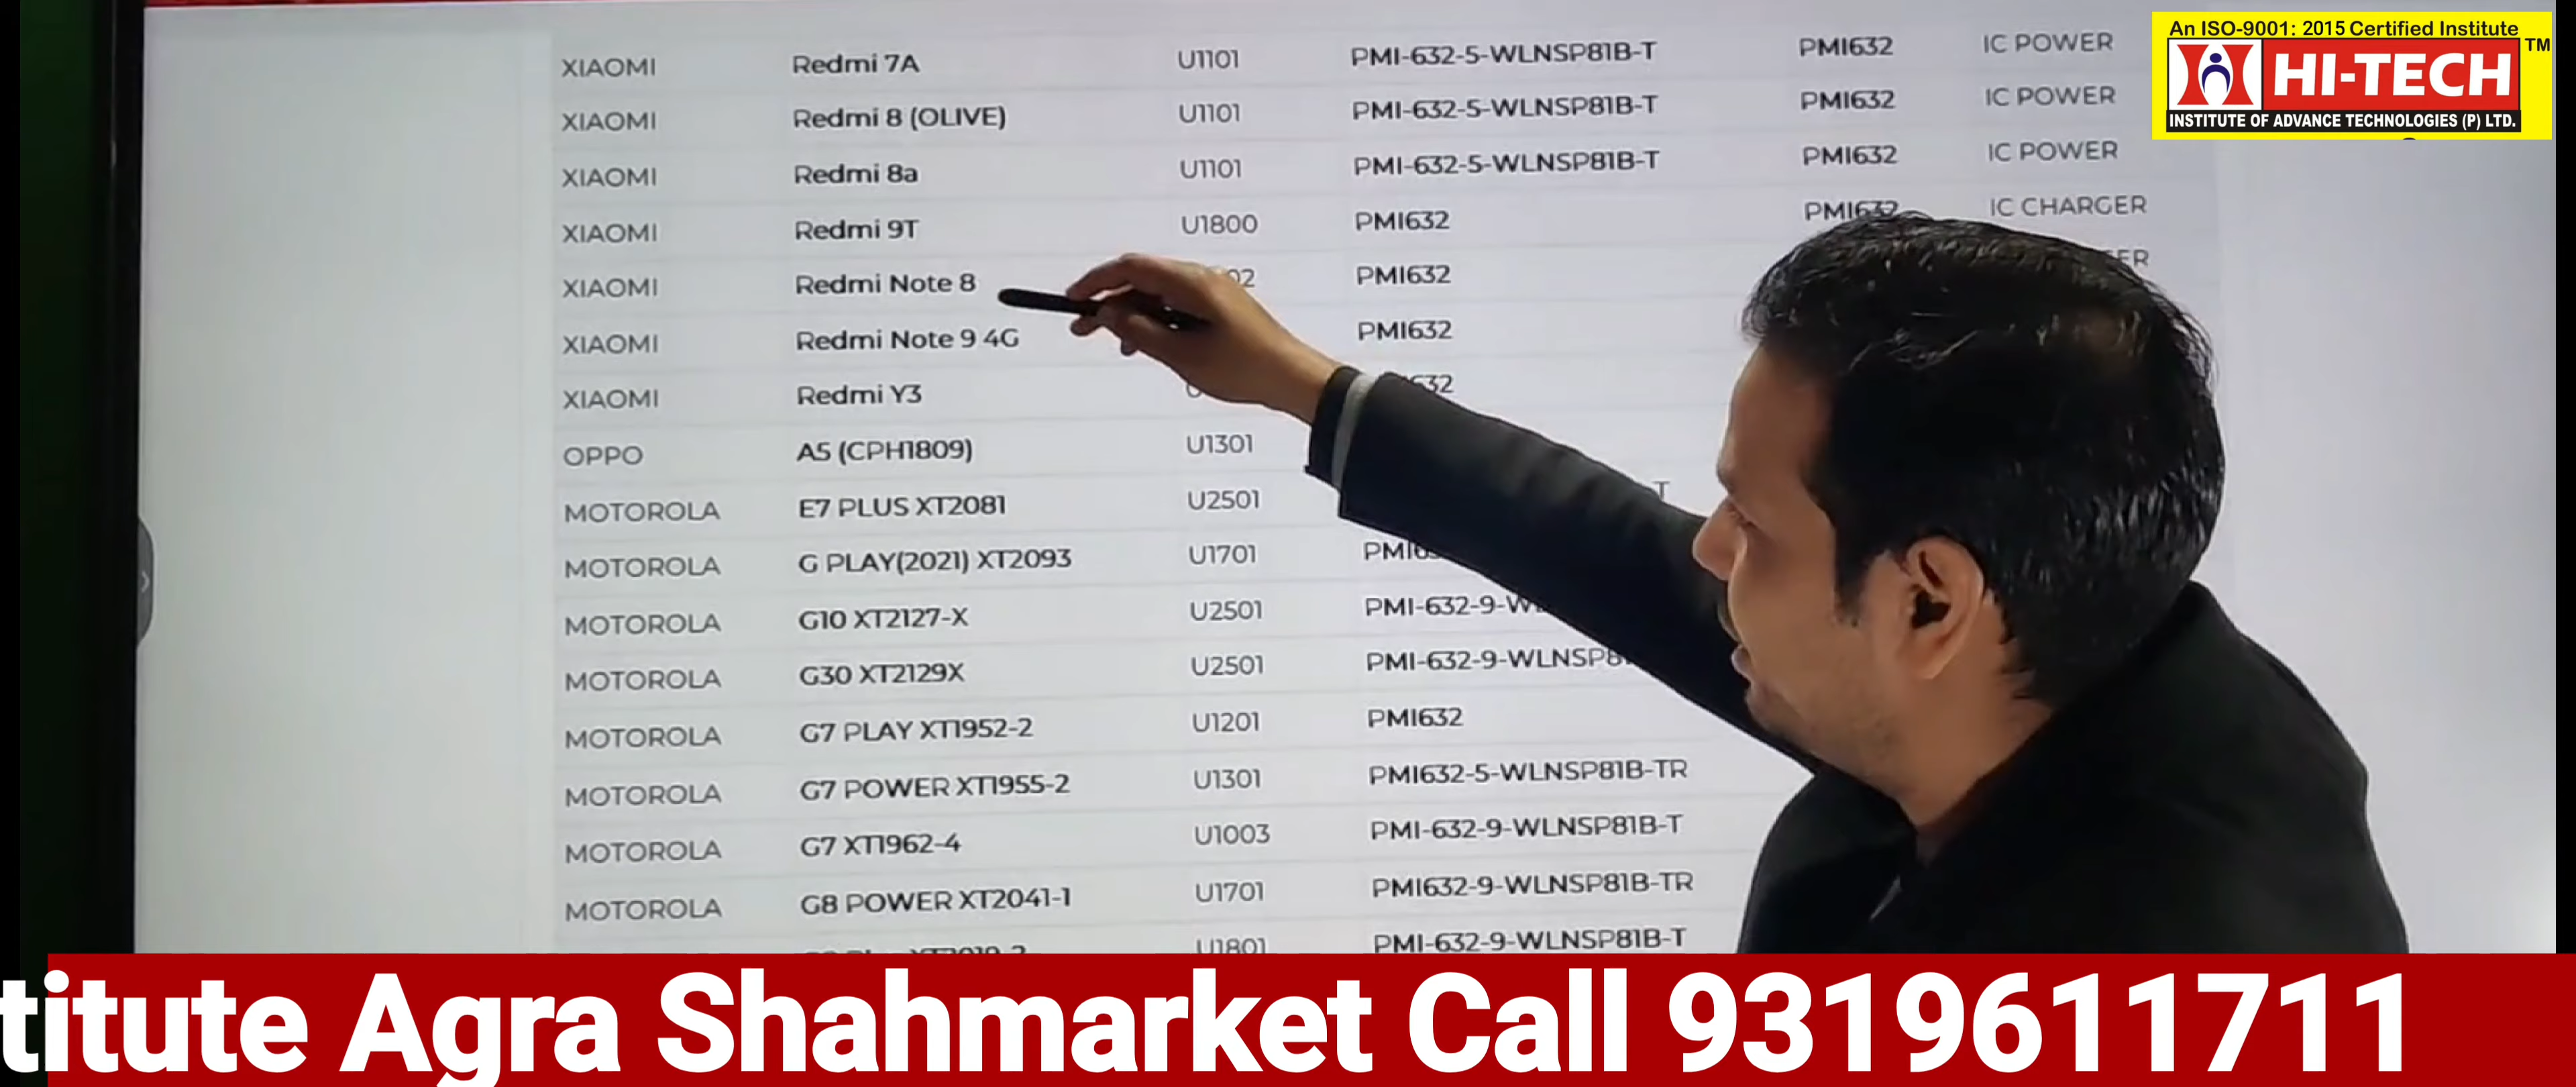 An ISO-9001: 2015 Certified Institute
TM
HI-TECH
INSTITUTE OF ADVANCE TECHNOLOGIES (P) LTD.
XIAOMI Redmi 7A U1101 PMI-632-5-WLNSP81B-T PMI632 IC POWER
XIAOMI Redmi 8 (OLIVE) U1101 PMI-632-5-WLNSP81B-T PMI632 IC POWER
XIAOMI Redmi 8a U1101 PMI-632-5-WLNSP81B-T PMI632 IC POWER
XIAOMI Redmi 9T U1800 PMI632 PMI632 IC CHARGER
XIAOMI Redmi Note 8 PMI632
XIAOMI Redmi Note 9 4G PMI632
XIAOMI Redmi Y3
OPPO A5 (CPH1809) U1301
MOTOROLA E7 PLUS XT2081 U2501
MOTOROLA G PLAY(2021) XT2093 U1701
MOTOROLA G10 XT2127-X U2501
MOTOROLA G30 XT2129X U2501
MOTOROLA G7 PLAY XT1952-2 U1201 PMI632
MOTOROLA G7 POWER XT1955-2 U1301 PMI632-5-WLNSP81B-TR
MOTOROLA G7 XT1962-4 U1003 PMI-632-9-WLNSP81B-T
MOTOROLA G8 POWER XT2041-1 U1701 PMI632-9-WLNSP81B-TR
U1801 PMI-632-9-WLNSP81B-T
titute Agra Shahmarket Call 9319611711